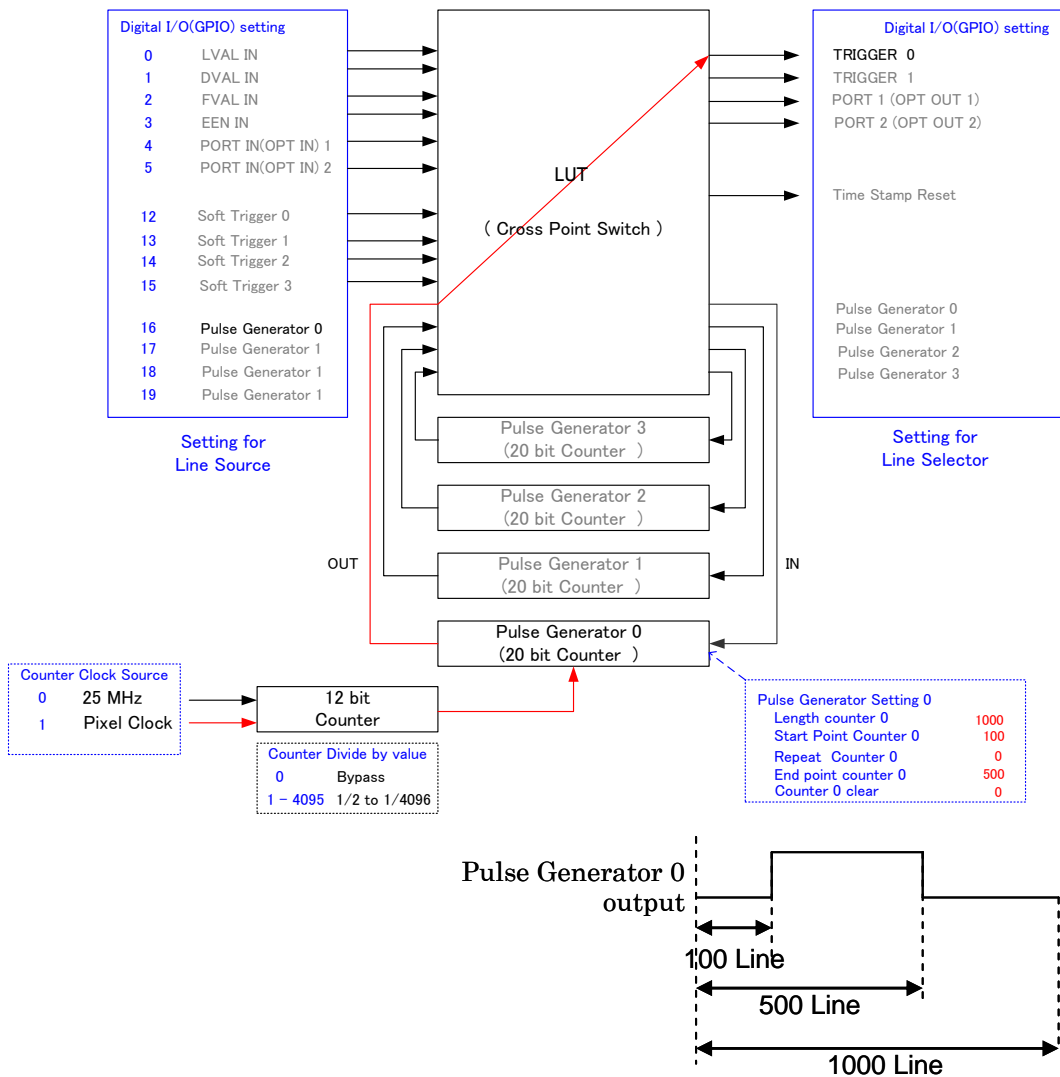 Digital I/O(GPIO) setting
0 LVAL IN
1 DVAL IN
2 FVAL IN
3 EEN IN
4 PORT IN(OPT IN) 1
5 PORT IN(OPT IN) 2
12 Soft Trigger 0
13 Soft Trigger 1
14 Soft Trigger 2
15 Soft Trigger 3
16 Pulse Generator 0
17 Pulse Generator 1
18 Pulse Generator 1
19 Pulse Generator 1
Setting for
Line Source
LUT
( Cross Point Switch )
Digital I/O(GPIO) setting
TRIGGER 0
TRIGGER 1
PORT 1 (OPT OUT 1)
PORT 2 (OPT OUT 2)
Time Stamp Reset
Pulse Generator 0
Pulse Generator 1
Pulse Generator 2
Pulse Generator 3
Setting for
Line Selector
Pulse Generator 3
(20 bit Counter )
Pulse Generator 2
(20 bit Counter )
OUT
Pulse Generator 1
(20 bit Counter )
IN
Pulse Generator 0
(20 bit Counter )
Counter Clock Source
0 25 MHz
1 Pixel Clock
12 bit
Counter
Counter Divide by value
0 Bypass
1 - 4095 1/2 to 1/4096
Pulse Generator Setting 0
Length counter 0 1000
Start Point Counter 0 100
Repeat Counter 0 0
End point counter 0 500
Counter 0 clear 0
Pulse Generator 0
output
100 Line
500 Line
1000 Line